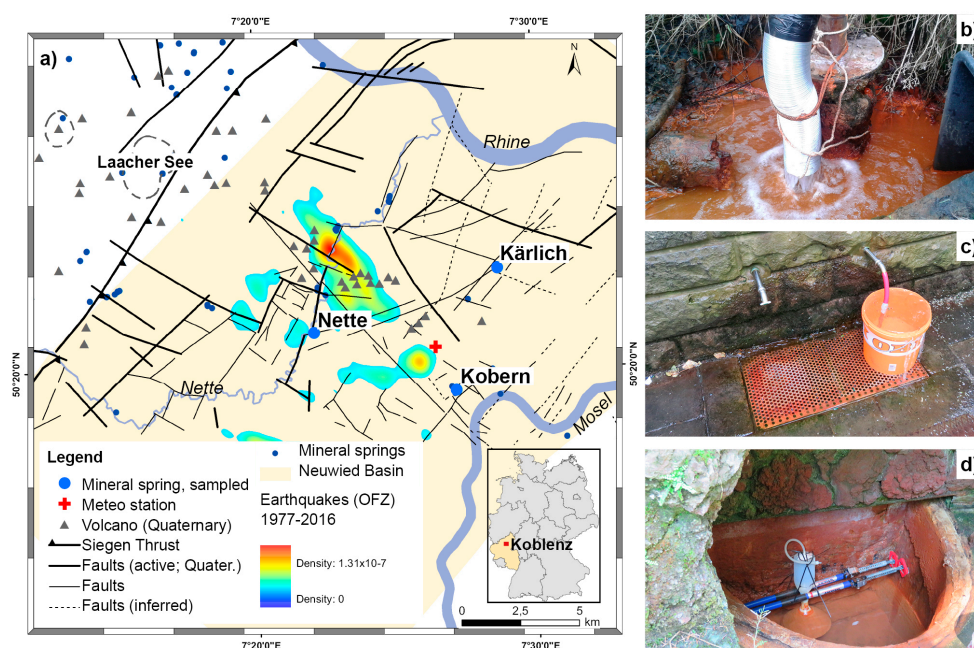 7°20'0"E
7°30'0"E
a)
N
Rhine
Laacher See
Kärlich
Nette
50°20'0"N
50°20'0"N
Kobern
Nette
Mosel
Legend
Mineral spring, sampled
Meteo station
Volcano (Quaternary)
Siegen Thrust
Faults (active; Quater.)
Faults
Faults (inferred)
Mineral springs
Neuwied Basin
Earthquakes (OFZ)
1977-2016
Density: 1.31x10-7
Density: 0
Koblenz
0 2,5 5
km
7°20'0"E
7°30'0"E
b)
c)
d)